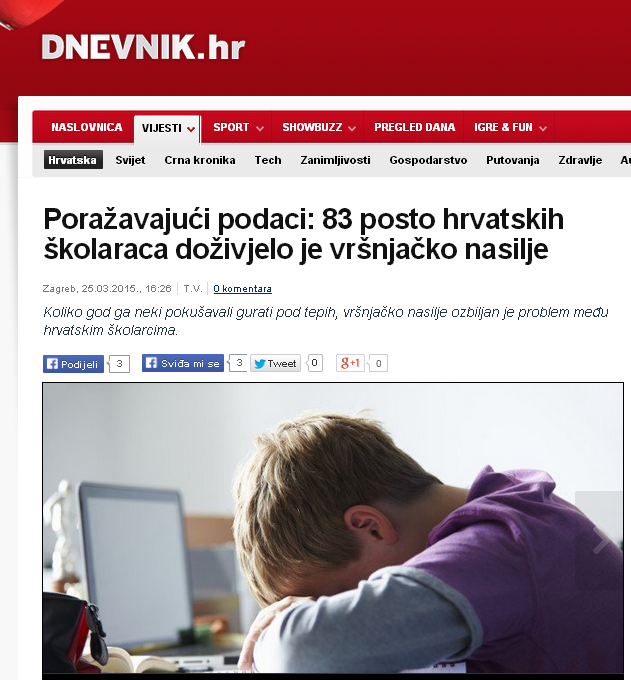 DNEVNIK.hr
NASLOVNICA VIJESTI SPORT SHOWBUZZ PREGLED DANA IGRE & FUN
Hrvatska Svijet Crna kronika Tech Zanimljivosti Gospodarstvo Putovanja Zdravlje
Poražavajući podaci: 83 posto hrvatskih
školaraca doživjelo je vršnjačko nasilje
Zagreb, 25.03.2015., 16:26 T.V. 0 komentara
Koliko god ga neki pokušavali gurati pod tepih, vršnjačko nasilje ozbiljan je problem među
hrvatskim školarcima.
Podijeli 3 Sviđa mi se 3 Tweet 0 g+1 0